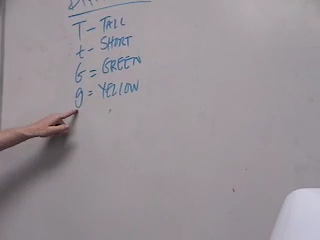 T - TALL
t - SHORT
G = GREEN
g = YELLOW